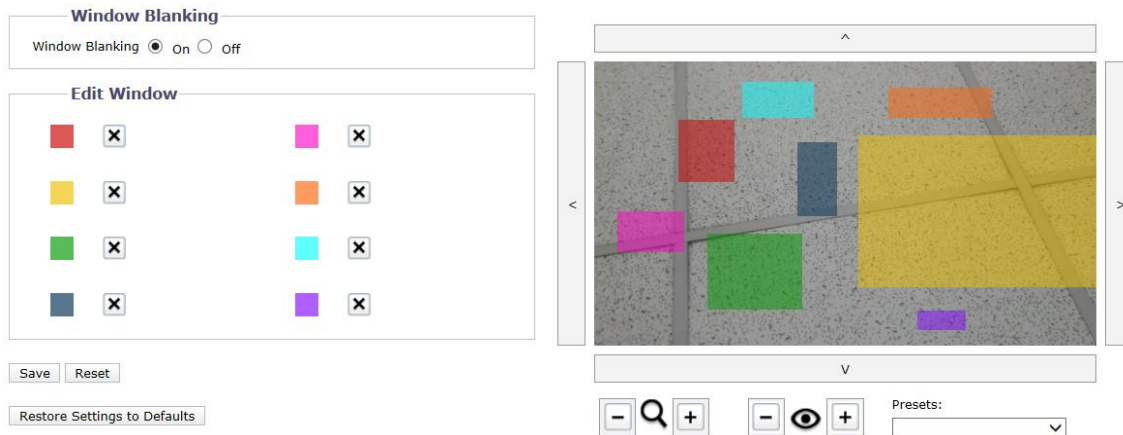 Window Blanking
Window Blanking On Off
Edit Window
Save Reset
Restore Settings to Defaults
^
<
>
v
Presets: